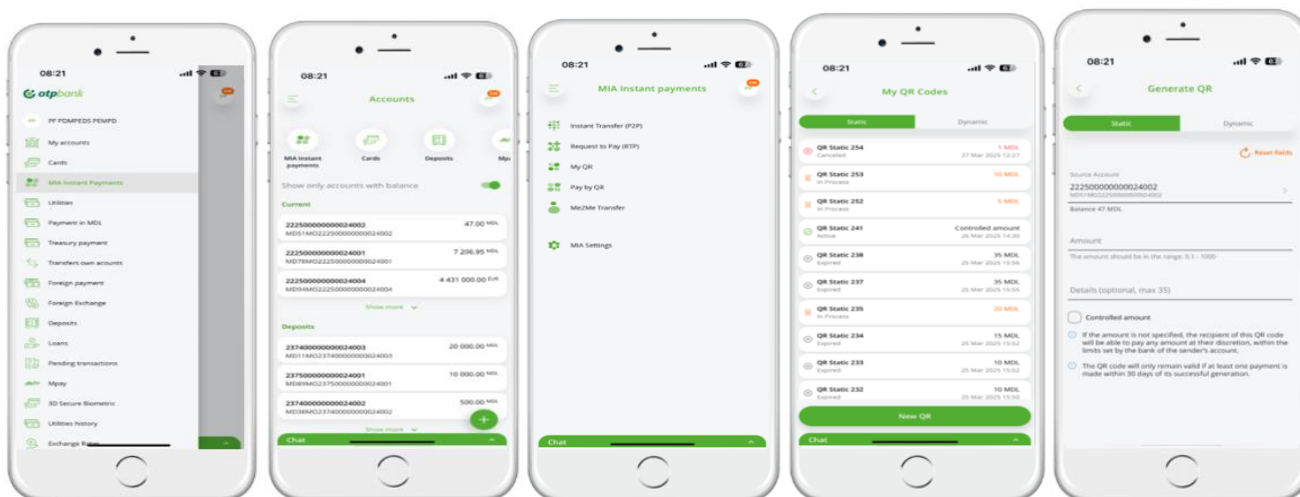 08:21
otpbank
PF PDMPEDS PEMPD
My accounts
Cards
MIA Instant Payments
Utilities
Payment in MDL
Treasury payment
Transfers own acounts
Foreign payment
Foreign Exchange
Deposits
Loans
Pending transactions
Mpay
3D Secure Biometric
Utilities history
Exchange
08:21
Accounts
MIA Instant payments
Cards
Deposits
Show only accounts with balance
Current
222500000000024002
47.00 MDL
MD51MO222500000000024002
222500000000024001
7 206.95 MDL
MD78MO222500000000024001
222500000000024004
4 431 000.00 EUR
MD94MO222500000000024004
Show more
Deposits
237400000000024003
20 000.00 MDL
MD11MO237400000000024003
237500000000024001
10 000.00 MDL
MD89MO237500000000024001
237400000000024002
500.00 MDL
MD38MO237400000000024002
Show more
Chat
08:21
MIA Instant payments
Instant Transfer (P2P)
Request to Pay (RTP)
My QR
Pay by QR
Me2Me Transfer
MIA Settings
Chat
08:21
My QR Codes
Static
Dynamic
QR Static 254
1 MDL
Canceled
27 Mar 2025 12:27
QR Static 253
10 MDL
In Process
QR Static 252
5 MDL
In Process
QR Static 241
Controlled amount
Active
26 Mar 2025 14:30
QR Static 238
35 MDL
Expired
25 Mar 2025 15:56
QR Static 237
35 MDL
Expired
25 Mar 2025 15:55
QR Static 235
20 MDL
In Process
QR Static 234
15 MDL
Expired
25 Mar 2025 15:52
QR Static 233
10 MDL
Expired
25 Mar 2025 15:52
QR Static 232
10 MDL
Expired
25 Mar 2025 15:50
New QR
Chat
08:21
Generate QR
Static
Dynamic
Reset fields
Source Account
222500000000024002
MD51MO222500000000024002
Balance 47 MDL
Amount
The amount should be in the range: 0.1 - 1000
Details (optional, max 35)
Controlled amount
If the amount is not specified, the recipient of this QR code
will be able to pay any amount at their discretion, within the
limits set by the bank of the sender's account.
The QR code will only remain valid if at least one payment is
made within 30 days of its successful generation.